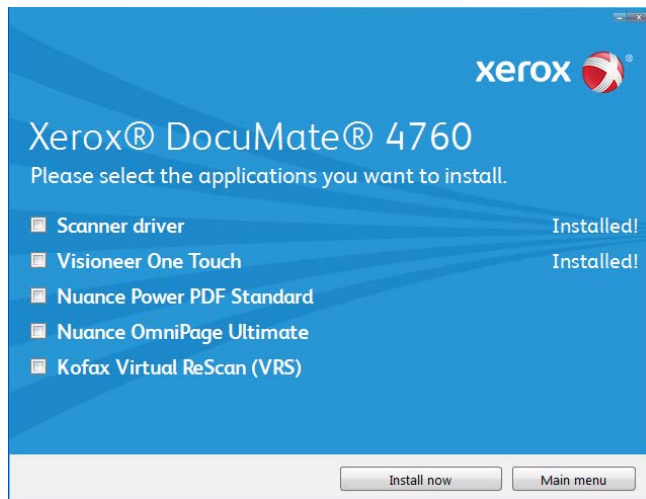 xerox®
Xerox® DocuMate® 4760
Please select the applications you want to install.
Scanner driver Installed!
Visioneer One Touch Installed!
Nuance Power PDF Standard
Nuance OmniPage Ultimate
Kofax Virtual ReScan (VRS)
Install now Main menu